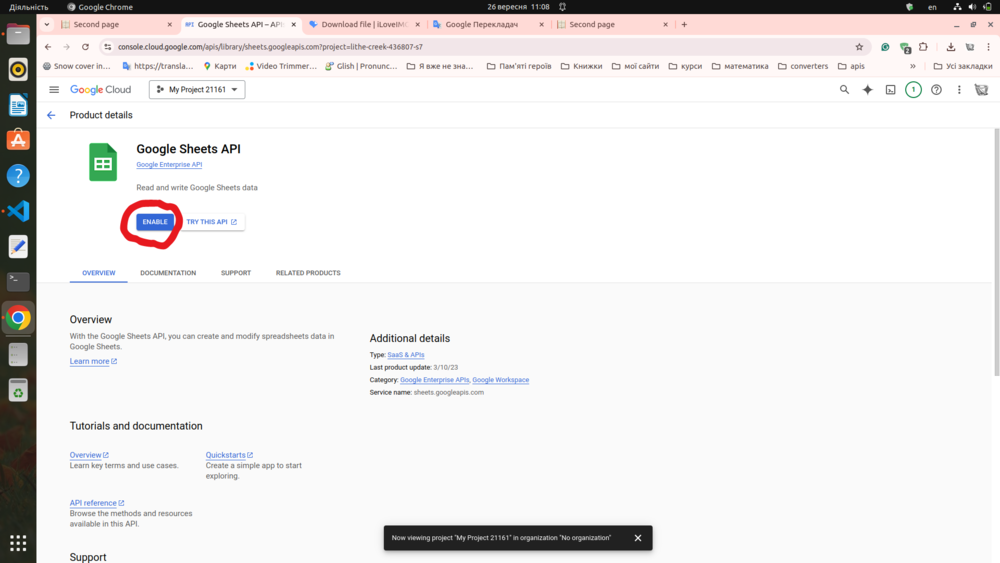 Діяльність
Google Chrome
26 вересня 11:08
en
Second page
Google Sheets API – API
Download file | iLoveIMG
Google Перекладач
Second page
console.cloud.google.com/apis/library/sheets.googleapis.com?project=lithe-creek-436807-s7
Snow cover in…
https://transla…
Карти
Video Trimmer…
Glish | Pronunc…
Я вже не зна…
Пам'яті героїв
Книжки
мої сайти
курси
математика
converters
apis
»
Усі закладки
Google Cloud
My Project 21161
1
Product details
Google Sheets API
Google Enterprise API
Read and write Google Sheets data
ENABLE
TRY THIS API
OVERVIEW
DOCUMENTATION
SUPPORT
RELATED PRODUCTS
Overview
With the Google Sheets API, you can create and modify spreadsheets data in
Google Sheets.
Learn more
Additional details
Type: SaaS & APIs
Last product update: 3/10/23
Category: Google Enterprise APIs, Google Workspace
Service name: sheets.googleapis.com
Tutorials and documentation
Overview
Learn key terms and use cases.
Quickstarts
Create a simple app to start
exploring.
API reference
Browse the methods and resources
available in this API.
Now viewing project "My Project 21161" in organization "No organization"
Support